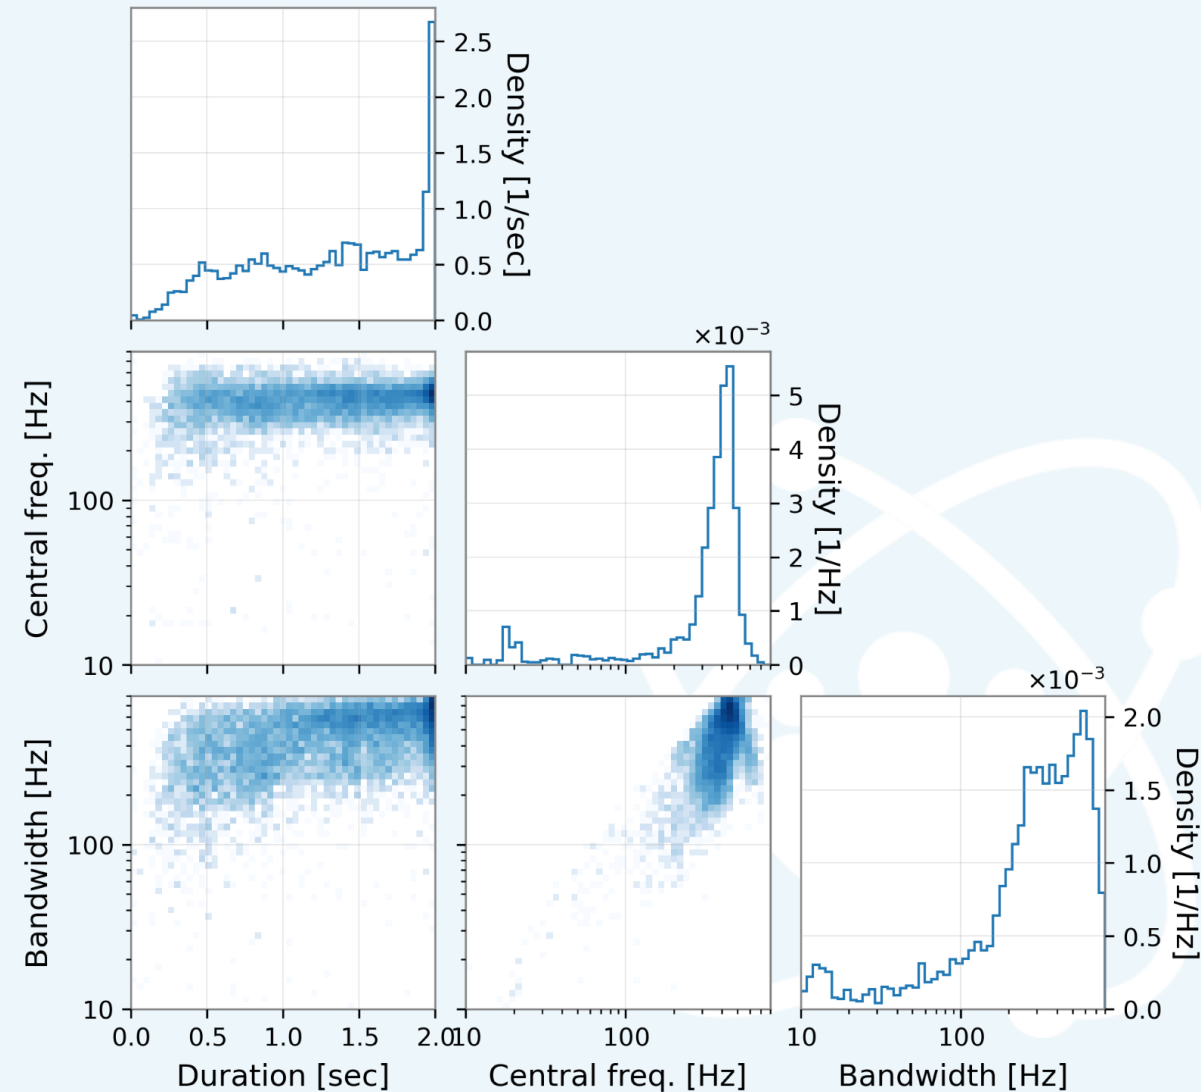 2.5
2.0
1.5
1.0
0.5
0.0
Density [1/sec]
×10⁻³
Central freq. [Hz]
100
10
5
4
3
2
1
0
Density [1/Hz]
×10⁻³
Bandwidth [Hz]
100
10
2.0
1.5
1.0
0.5
0.0
Density [1/Hz]
0.0 0.5 1.0 1.5 2.0
10 100
10 100
Duration [sec]
Central freq. [Hz]
Bandwidth [Hz]